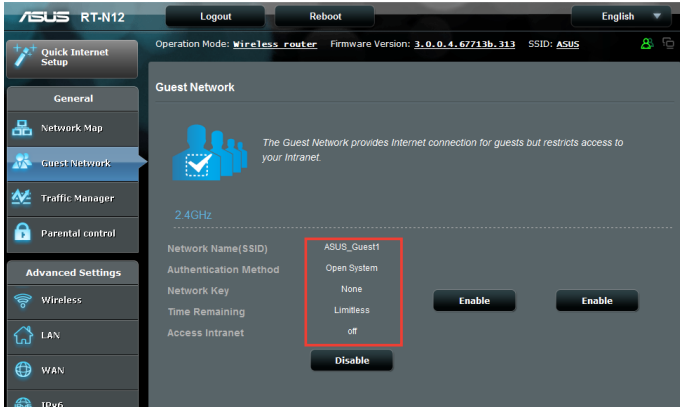 ASUS RT-N12
Logout
Reboot
English
Quick Internet
Setup
Operation Mode: Wireless router Firmware Version: 3.0.0.4.67713b.313 SSID: ASUS
General
Network Map
Guest Network
Traffic Manager
Parental control
Advanced Settings
Wireless
LAN
WAN
IPv6
Guest Network
The Guest Network provides Internet connection for guests but restricts access to
your Intranet.
2.4GHz
Network Name(SSID) ASUS_Guest1
Authentication Method Open System
Network Key None
Time Remaining Limitless
Access Intranet off
Enable
Enable
Disable